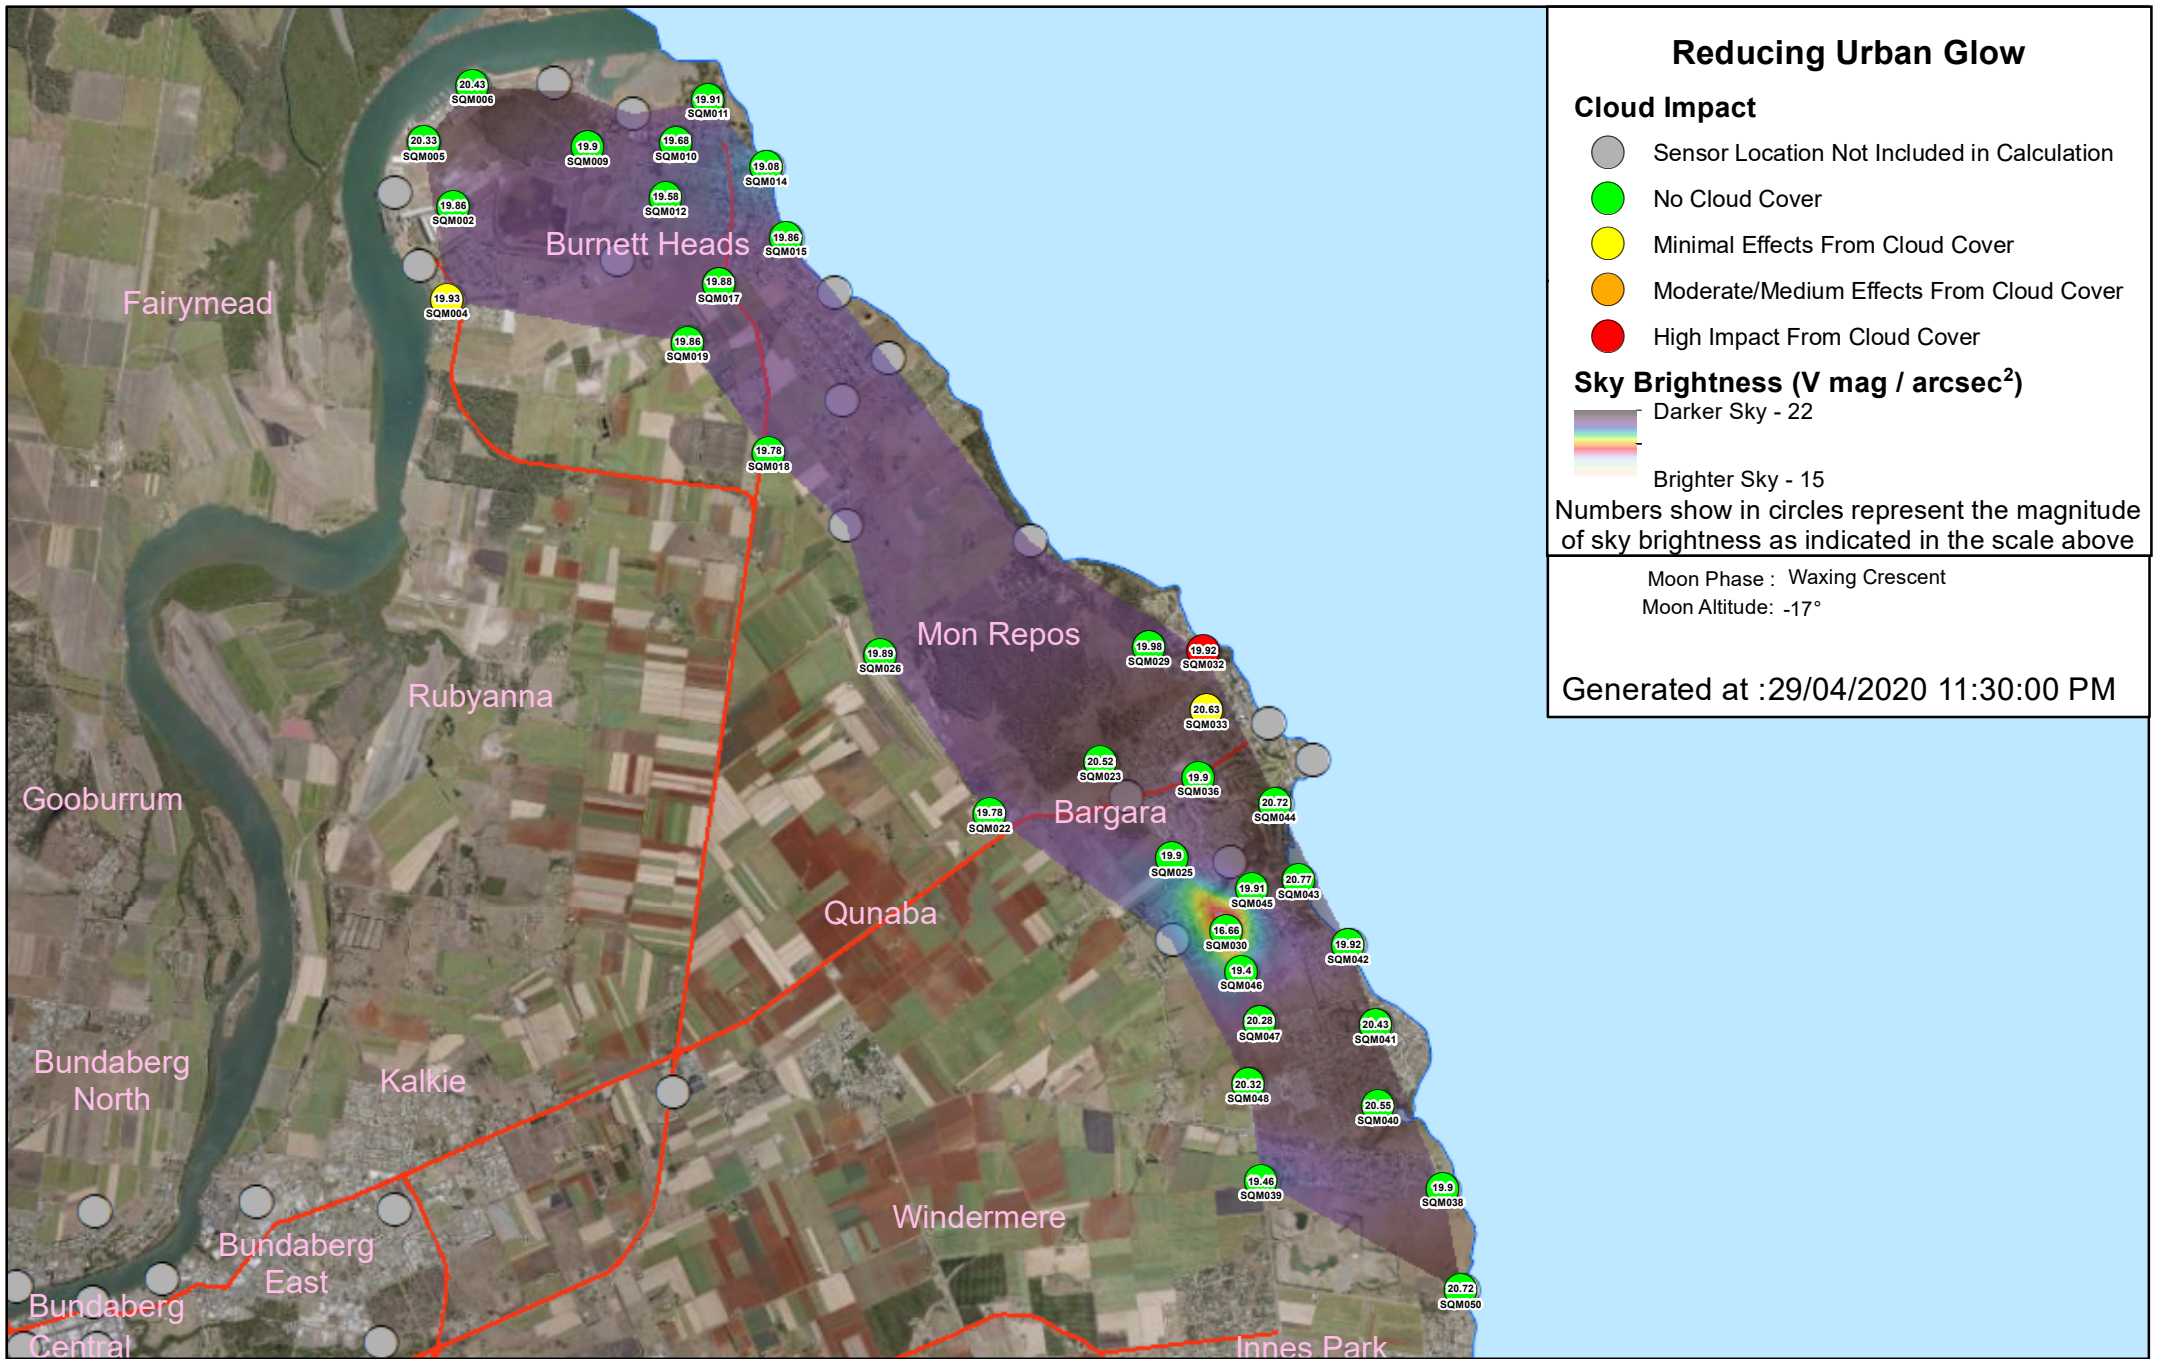 Reducing Urban Glow
Cloud Impact
Sensor Location Not Included in Calculation
No Cloud Cover
Minimal Effects From Cloud Cover
Moderate/Medium Effects From Cloud Cover
High Impact From Cloud Cover
Sky Brightness (V mag / arcsec²)
Darker Sky - 22
Brighter Sky - 15
Numbers show in circles represent the magnitude
of sky brightness as indicated in the scale above
Moon Phase : Waxing Crescent
Moon Altitude: -17°
Generated at :29/04/2020 11:30:00 PM
20.43
SQM006
19.91
SQM011
20.33
SQM005
19.9
SQM009
19.68
SQM010
19.08
SQM014
19.86
SQM002
19.58
SQM012
Burnett Heads
19.86
SQM015
19.88
SQM017
Fairymead
19.93
SQM004
19.86
SQM019
19.78
SQM018
Mon Repos
19.89
SQM026
19.98
SQM029
19.92
SQM032
Rubyanna
20.63
SQM033
20.52
SQM023
19.9
SQM036
Gooburrum
20.72
SQM044
19.78
SQM022
Bargara
19.9
SQM025
19.91
SQM045
20.77
SQM043
Qunaba
16.66
SQM030
19.92
SQM042
19.4
SQM046
20.28
SQM047
20.43
SQM041
Bundaberg
North
Kalkie
20.32
SQM048
20.55
SQM040
19.46
SQM039
19.9
SQM038
Windermere
Bundaberg
East
20.72
SQM050
Bundaberg
Central
Innes Park